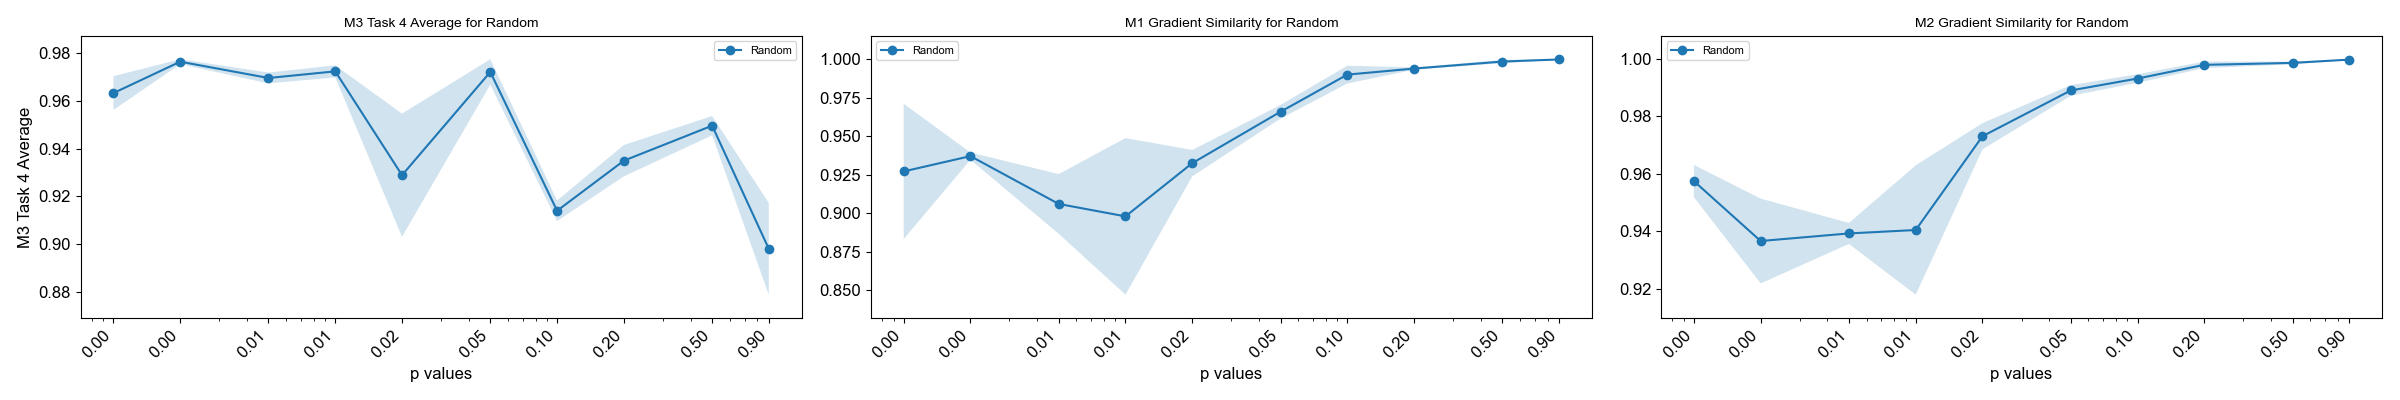 M3 Task 4 Average for Random
M3 Task 4 Average
0.98
0.96
0.94
0.92
0.90
0.88
Random
0.00 0.00 0.01 0.01 0.02 0.05 0.10 0.20 0.50 0.90
p values
M1 Gradient Similarity for Random
1.000
0.975
0.950
0.925
0.900
0.875
0.850
Random
0.00 0.00 0.01 0.01 0.02 0.05 0.10 0.20 0.50 0.90
p values
M2 Gradient Similarity for Random
1.00
0.98
0.96
0.94
0.92
Random
0.00 0.00 0.01 0.01 0.02 0.05 0.10 0.20 0.50 0.90
p values